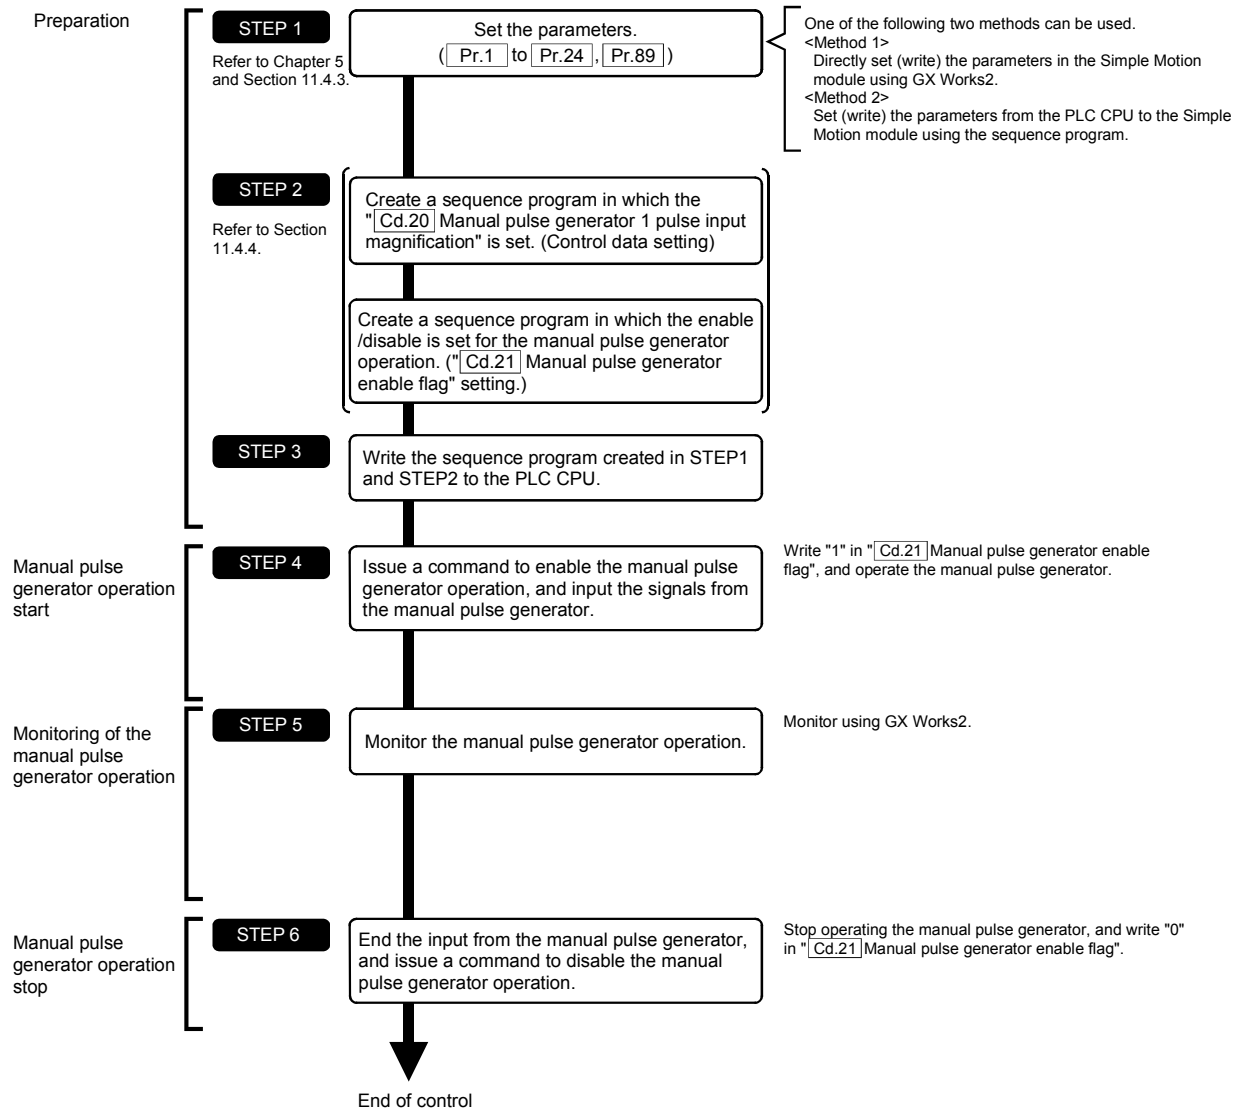 Preparation
STEP 1
Refer to Chapter 5
and Section 11.4.3.
Set the parameters.
( Pr.1 to Pr.24 , Pr.89 )
One of the following two methods can be used.
<Method 1>
Directly set (write) the parameters in the Simple Motion
module using GX Works2.
<Method 2>
Set (write) the parameters from the PLC CPU to the Simple
Motion module using the sequence program.
STEP 2
Refer to Section
11.4.4.
Create a sequence program in which the
" Cd.20 Manual pulse generator 1 pulse input
magnification" is set. (Control data setting)
Create a sequence program in which the enable
/disable is set for the manual pulse generator
operation. (" Cd.21 Manual pulse generator
enable flag" setting.)
STEP 3
Write the sequence program created in STEP1
and STEP2 to the PLC CPU.
Manual pulse
generator operation
start
STEP 4
Issue a command to enable the manual pulse
generator operation, and input the signals from
the manual pulse generator.
Write "1" in " Cd.21 Manual pulse generator enable
flag", and operate the manual pulse generator.
Monitoring of the
manual pulse
generator operation
STEP 5
Monitor the manual pulse generator operation.
Monitor using GX Works2.
Manual pulse
generator operation
stop
STEP 6
End the input from the manual pulse generator,
and issue a command to disable the manual
pulse generator operation.
Stop operating the manual pulse generator, and write "0"
in " Cd.21 Manual pulse generator enable flag".
End of control